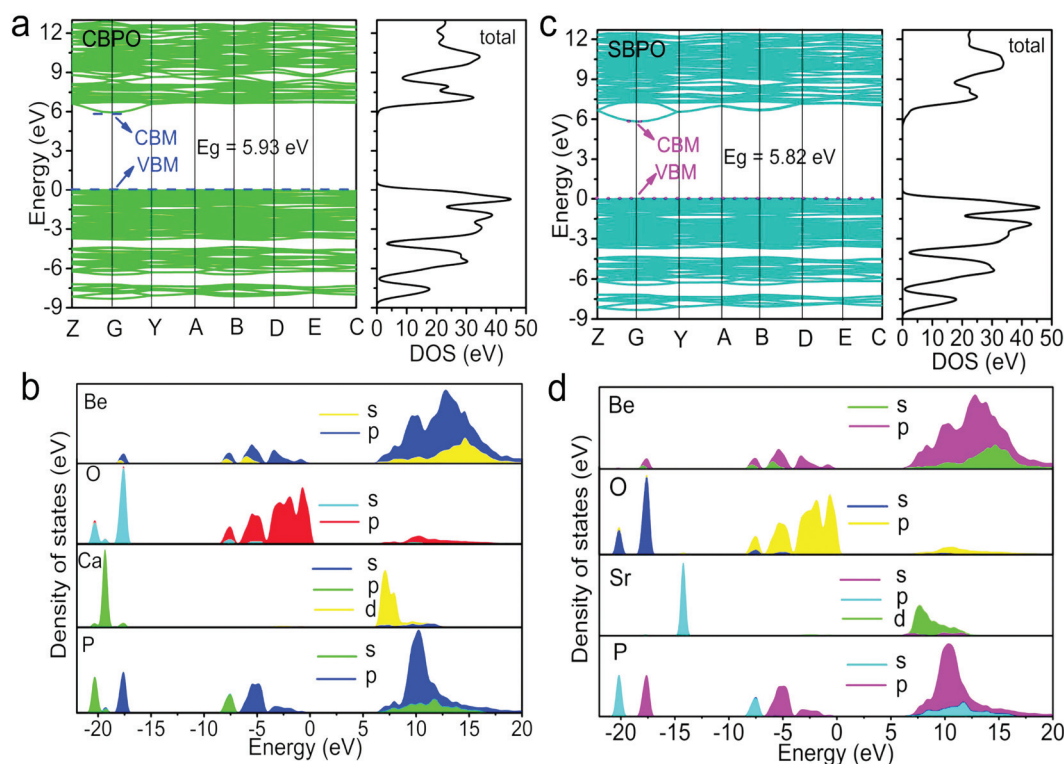 a
CBPO
total
Energy (eV)
12
9
6
3
0
-3
-6
-9
CBM
VBM
Eg = 5.93 eV
Z G Y A B D E C
0 10 20 30 40 50
DOS (eV)
c
SBPO
total
Energy (eV)
12
9
6
3
0
-3
-6
-9
CBM
VBM
Eg = 5.82 eV
Z G Y A B D E C
0 10 20 30 40 50
DOS (eV)
b
Density of states (eV)
Be
s
p
O
s
p
Ca
s
p
d
P
s
p
-20 -15 -10 -5 0 5 10 15 20
Energy (eV)
d
Density of states (eV)
Be
s
p
O
s
p
Sr
s
p
d
P
s
p
-20 -15 -10 -5 0 5 10 15 20
Energy (eV)